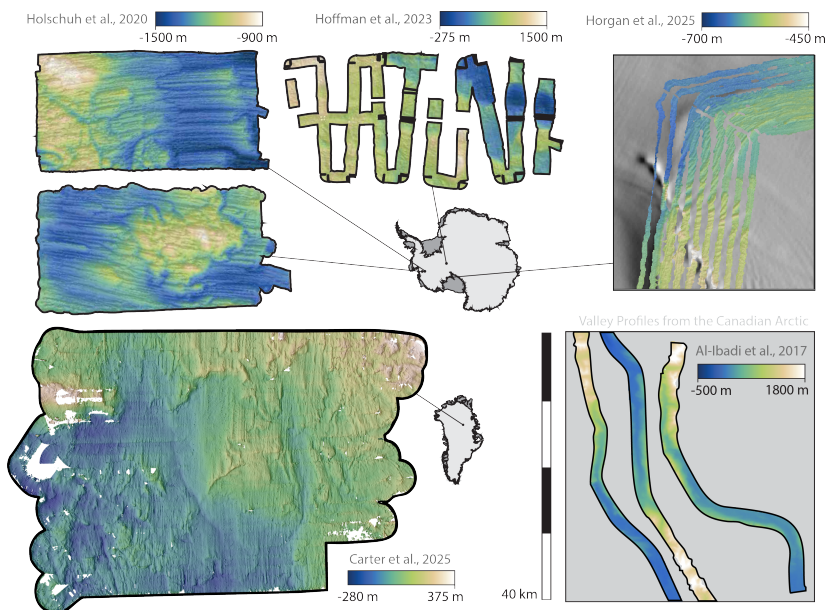 Holschuh et al., 2020
-1500 m
-900 m
Hoffman et al., 2023
-275 m
1500 m
Horgan et al., 2025
-700 m
-450 m
Valley Profiles from the Canadian Arctic
Al-Ibadi et al., 2017
-500 m
1800 m
Carter et al., 2025
-280 m
375 m
40 km